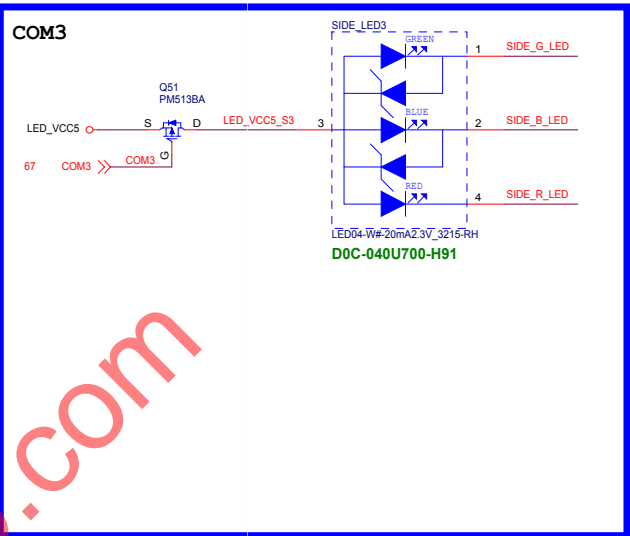 COM3
SIDE_LED3
GREEN
1 SIDE_G_LED
Q51
PM513BA
LED_VCC5 S D LED_VCC5_S3 3
BLUE
2 SIDE_B_LED
67 COM3 COM3 G
RED
4 SIDE_R_LED
LED04-W#-20mA2.3V_3215-RH
D0C-040U700-H91
.com